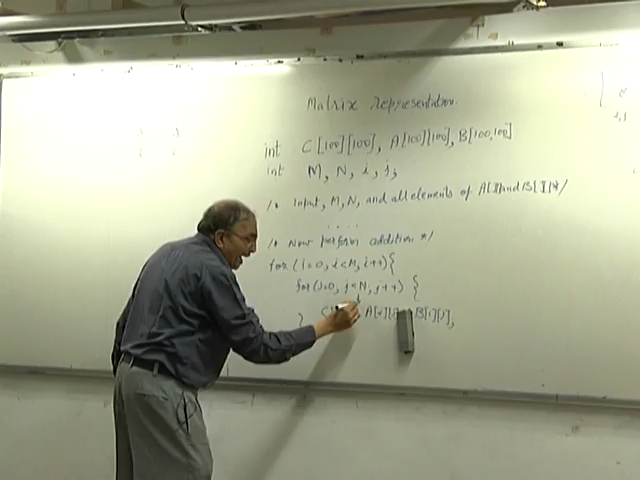 Matrix representation.
int C[100][100], A[100][100], B[100,100]
int M, N, i, j;
/* Input, M, N, and all elements of A[][] and B[][]*/
. . . .
/* Now perform addition */
for (i=0, i<M, i++){
for(j=0, j<N, j++) {
} C A[i][j] B[i][j],